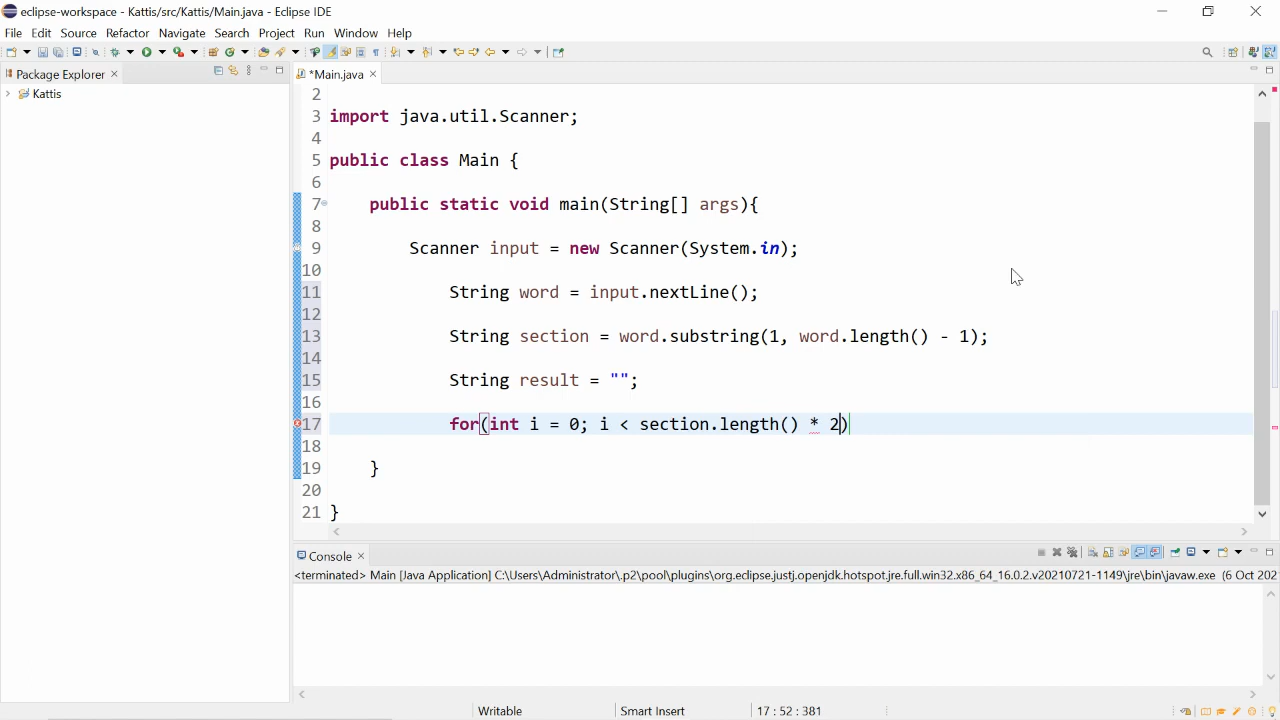 eclipse-workspace - Kattis/src/Kattis/Main.java - Eclipse IDE
File Edit Source Refactor Navigate Search Project Run Window Help
Package Explorer
*Main.java
Kattis
2
3 import java.util.Scanner;
4
5 public class Main {
6
7 public static void main(String[] args){
8
9 Scanner input = new Scanner(System.in);
10
11 String word = input.nextLine();
12
13 String section = word.substring(1, word.length() - 1);
14
15 String result = "";
16
17 for(int i = 0; i < section.length() * 2)
18
19 }
20
21 }
Console
<terminated> Main [Java Application] C:\Users\Administrator\.p2\pool\plugins\org.eclipse.justj.openjdk.hotspot.jre.full.win32.x86_64_16.0.2.v20210721-1149\jre\bin\javaw.exe (6 Oct 202
Writable Smart Insert 17 : 52 : 381